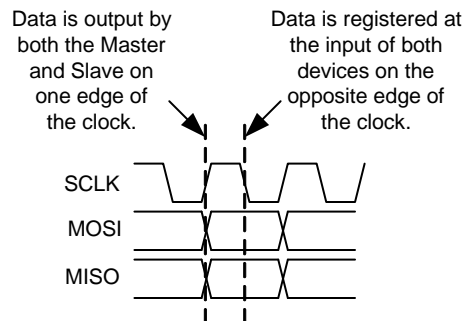 Data is output by
both the Master
and Slave on
one edge of
the clock.
Data is registered at
the input of both
devices on the
opposite edge of
the clock.
SCLK
MOSI
MISO